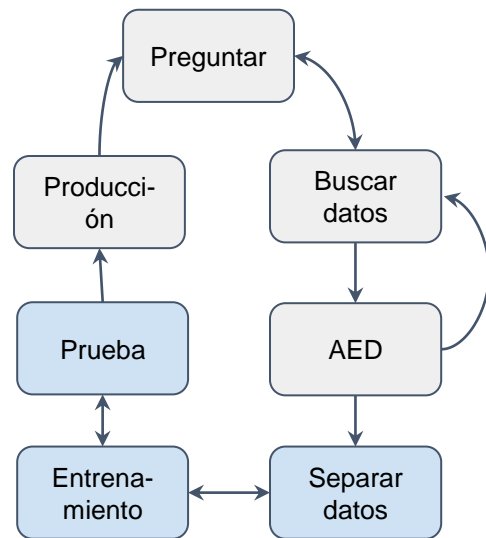 Preguntar
Buscar
datos
Producci-
ón
AED
Prueba
Separar
datos
Entrena-
miento